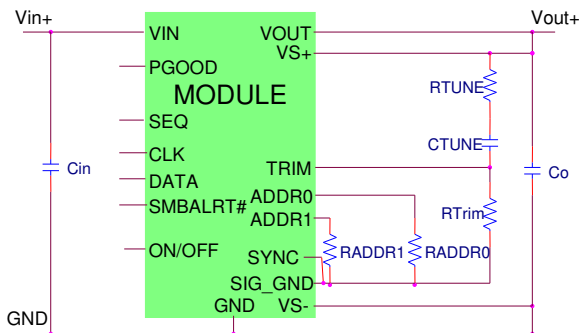 Vin+
Vout+
VIN
VOUT
VS+
PGOOD
RTUNE
MODULE
SEQ
CTUNE
CLK
TRIM
Cin
Co
DATA
ADDR0
SMBALRT#
RTrim
ADDR1
ON/OFF
SYNC
RADDR1
RADDR0
SIG_GND
GND
GND
VS-